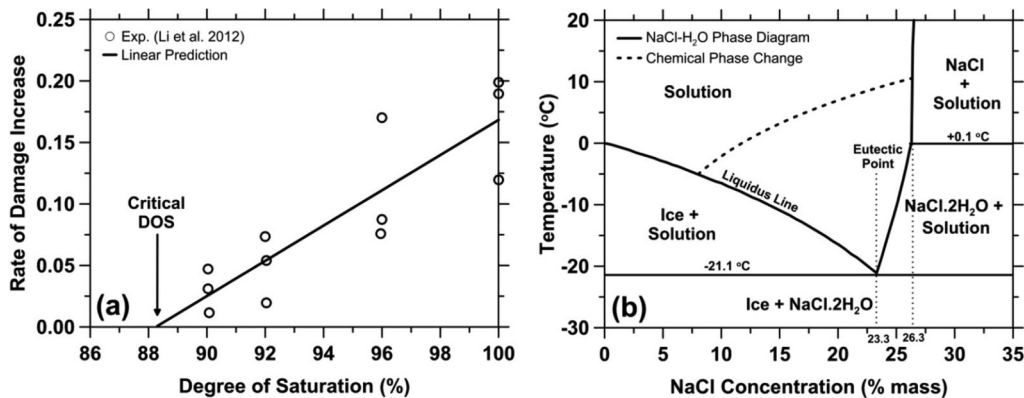 (a)
Exp. (Li et al. 2012)
Linear Prediction
Critical
DOS
Rate of Damage Increase
0.25
0.20
0.15
0.10
0.05
0.00
86
88
90
92
94
96
98
100
Degree of Saturation (%)
(b)
NaCl-H₂O Phase Diagram
Chemical Phase Change
Solution
NaCl
+
Solution
+0.1 °C
Eutectic
Point
Liquidus Line
Ice +
Solution
NaCl.2H₂O +
Solution
-21.1 °C
Ice + NaCl.2H₂O
23.3
26.3
Temperature (°C)
20
10
0
-10
-20
-30
0
5
10
15
20
25
30
35
NaCl Concentration (% mass)